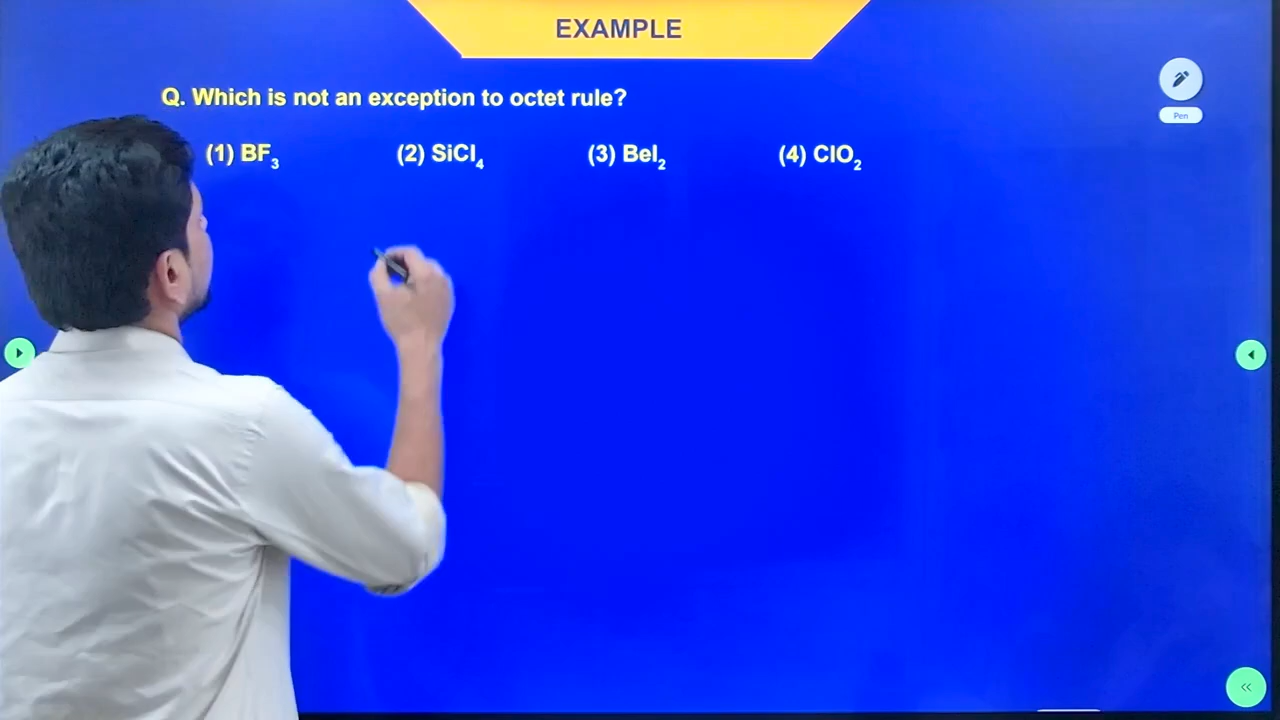 EXAMPLE
Q. Which is not an exception to octet rule?
(1) BF₃ (2) SiCl₄ (3) BeI₂ (4) ClO₂
Pen